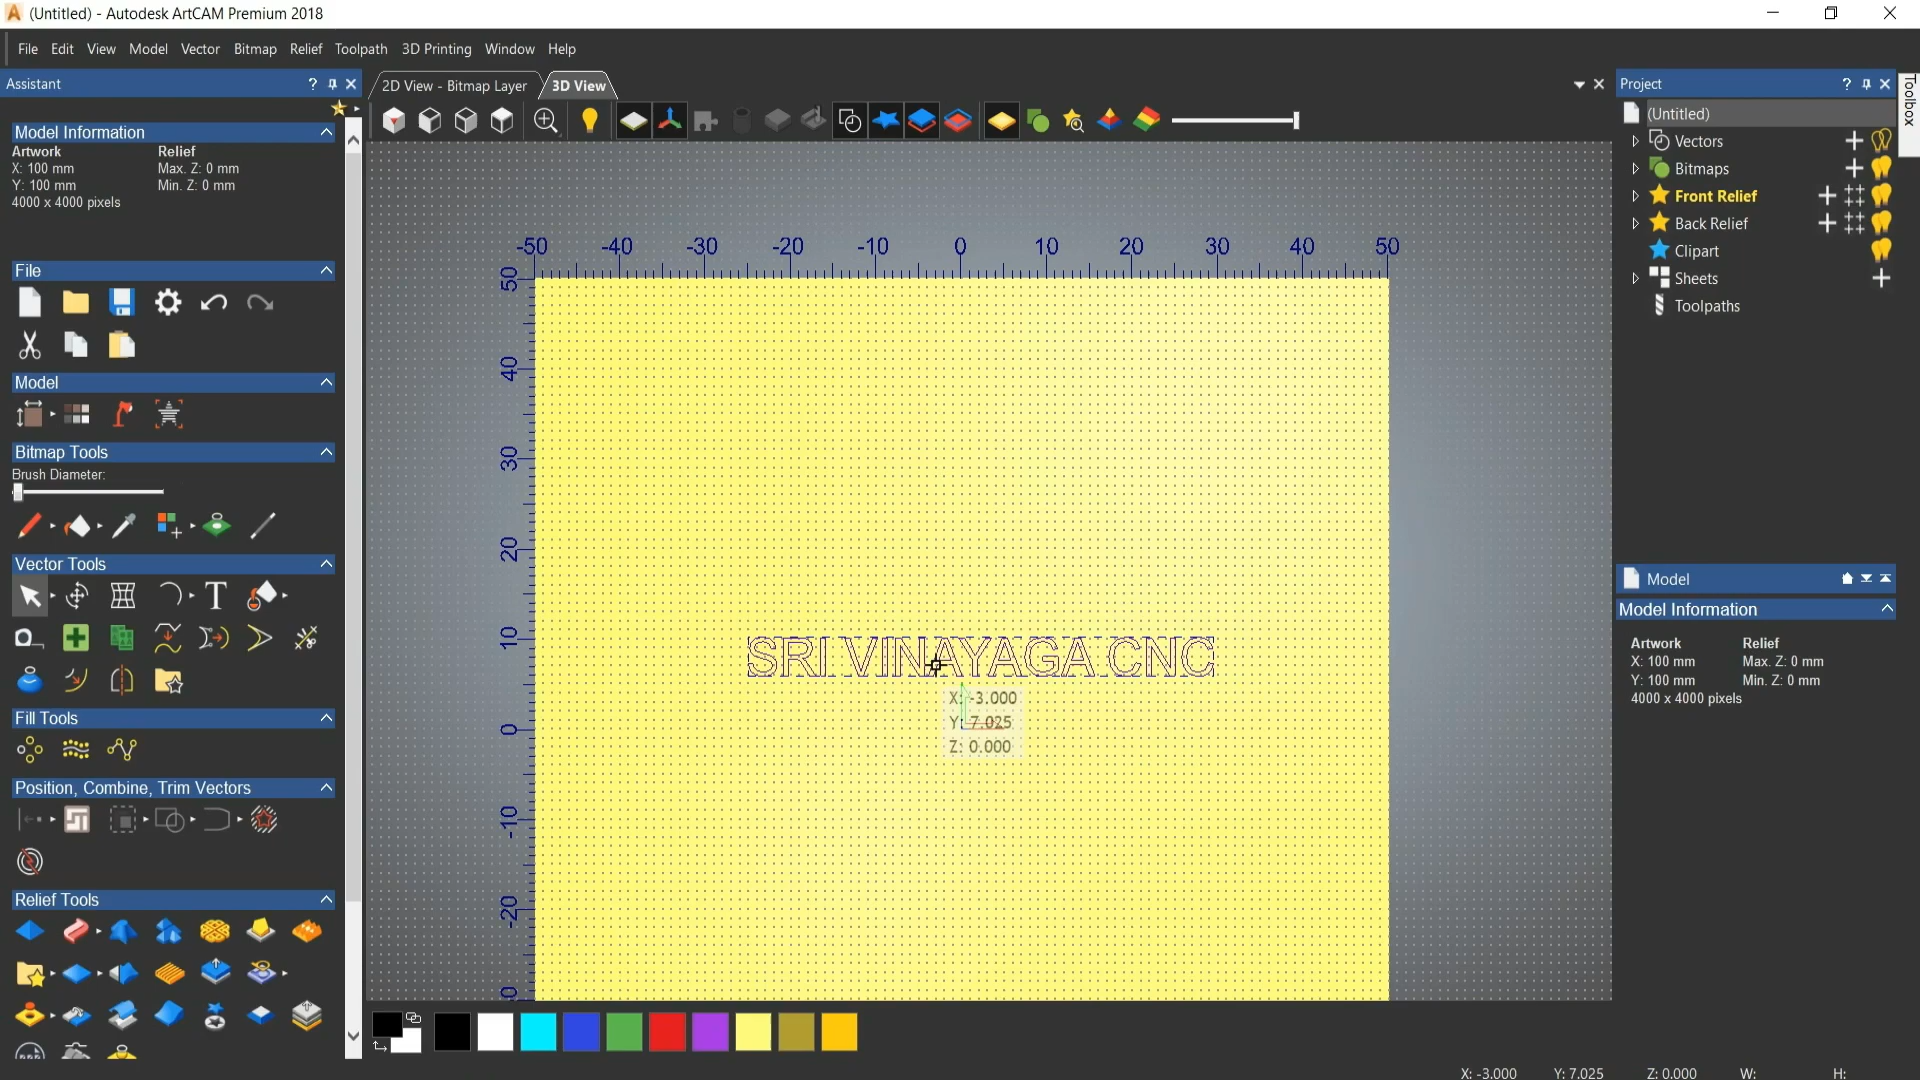 (Untitled) - Autodesk ArtCAM Premium 2018
File Edit View Model Vector Bitmap Relief Toolpath 3D Printing Window Help
Assistant ?
2D View - Bitmap Layer
3D View
Project ?
Toolbox
Model Information
Artwork Relief
X: 100 mm Max. Z: 0 mm
Y: 100 mm Min. Z: 0 mm
4000 x 4000 pixels
File
Model
Bitmap Tools
Brush Diameter:
Vector Tools
Fill Tools
Position, Combine, Trim Vectors
Relief Tools
-50 -40 -30 -20 -10 0 10 20 30 40 50
50
40
30
20
10
0
-10
-20
SRI VINAYAGA CNC
X: -3.000
Y: 7.025
Z: 0.000
(Untitled)
Vectors
Bitmaps
Front Relief
Back Relief
Clipart
Sheets
Toolpaths
Model
Model Information
Artwork Relief
X: 100 mm Max. Z: 0 mm
Y: 100 mm Min. Z: 0 mm
4000 x 4000 pixels
X: -3.000 Y: 7.025 Z: 0.000 W: H: